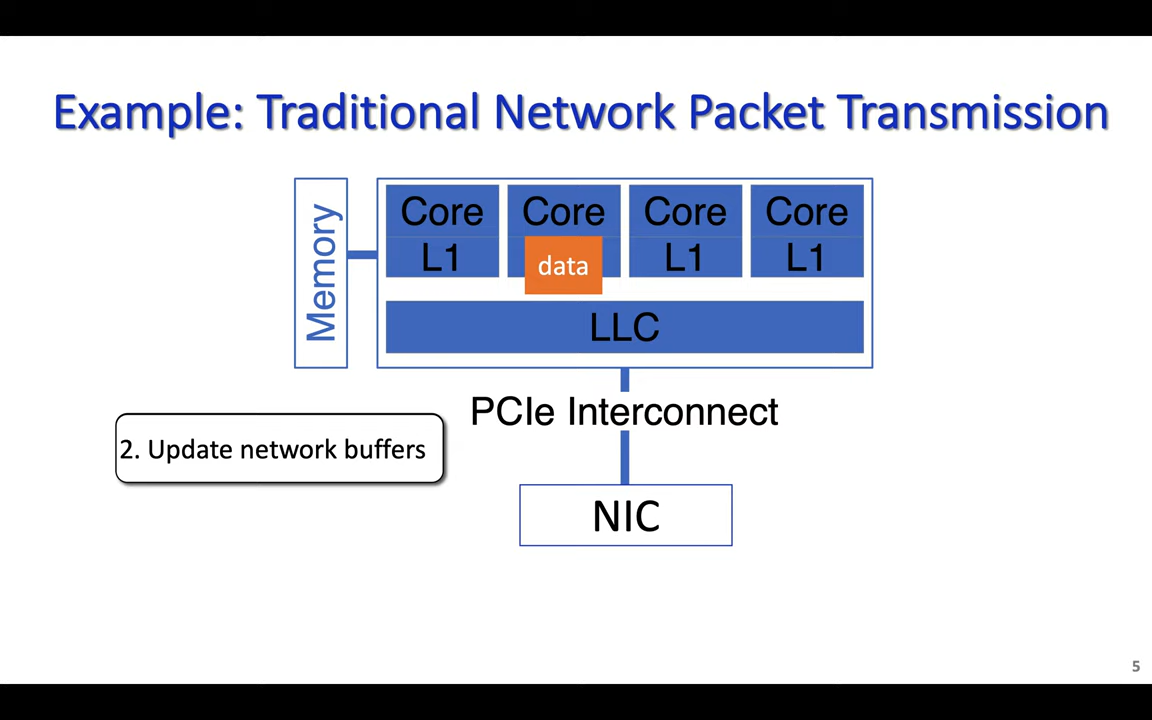 Example: Traditional Network Packet Transmission
Memory
Core Core Core Core
L1 data L1 L1
LLC
PCIe Interconnect
2. Update network buffers
NIC
5